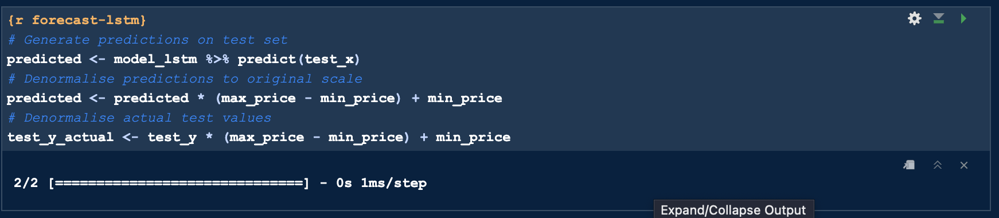 {r forecast-lstm}
# Generate predictions on test set
predicted <- model_lstm %>% predict(test_x)
# Denormalise predictions to original scale
predicted <- predicted * (max_price - min_price) + min_price
# Denormalise actual test values
test_y_actual <- test_y * (max_price - min_price) + min_price
2/2 [==============================] - 0s 1ms/step
Expand/Collapse Output